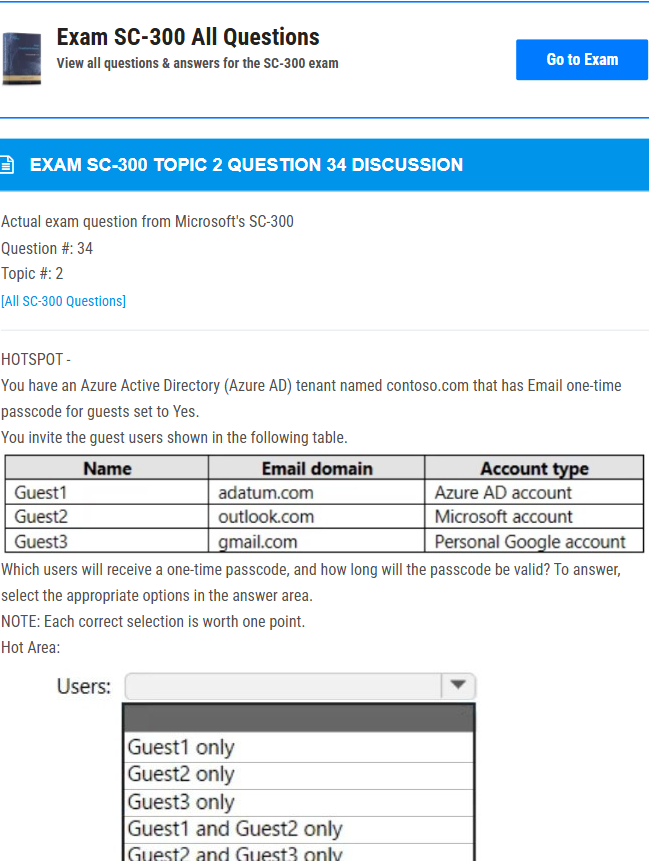 Exam SC-300 All Questions
View all questions & answers for the SC-300 exam
Go to Exam
EXAM SC-300 TOPIC 2 QUESTION 34 DISCUSSION
Actual exam question from Microsoft's SC-300
Question #: 34
Topic #: 2
[All SC-300 Questions]
HOTSPOT -
You have an Azure Active Directory (Azure AD) tenant named contoso.com that has Email one-time
passcode for guests set to Yes.
You invite the guest users shown in the following table.
Name Email domain Account type
Guest1 adatum.com Azure AD account
Guest2 outlook.com Microsoft account
Guest3 gmail.com Personal Google account
Which users will receive a one-time passcode, and how long will the passcode be valid? To answer,
select the appropriate options in the answer area.
NOTE: Each correct selection is worth one point.
Hot Area:
Users:
Guest1 only
Guest2 only
Guest3 only
Guest1 and Guest2 only
Guest2 and Guest3 only